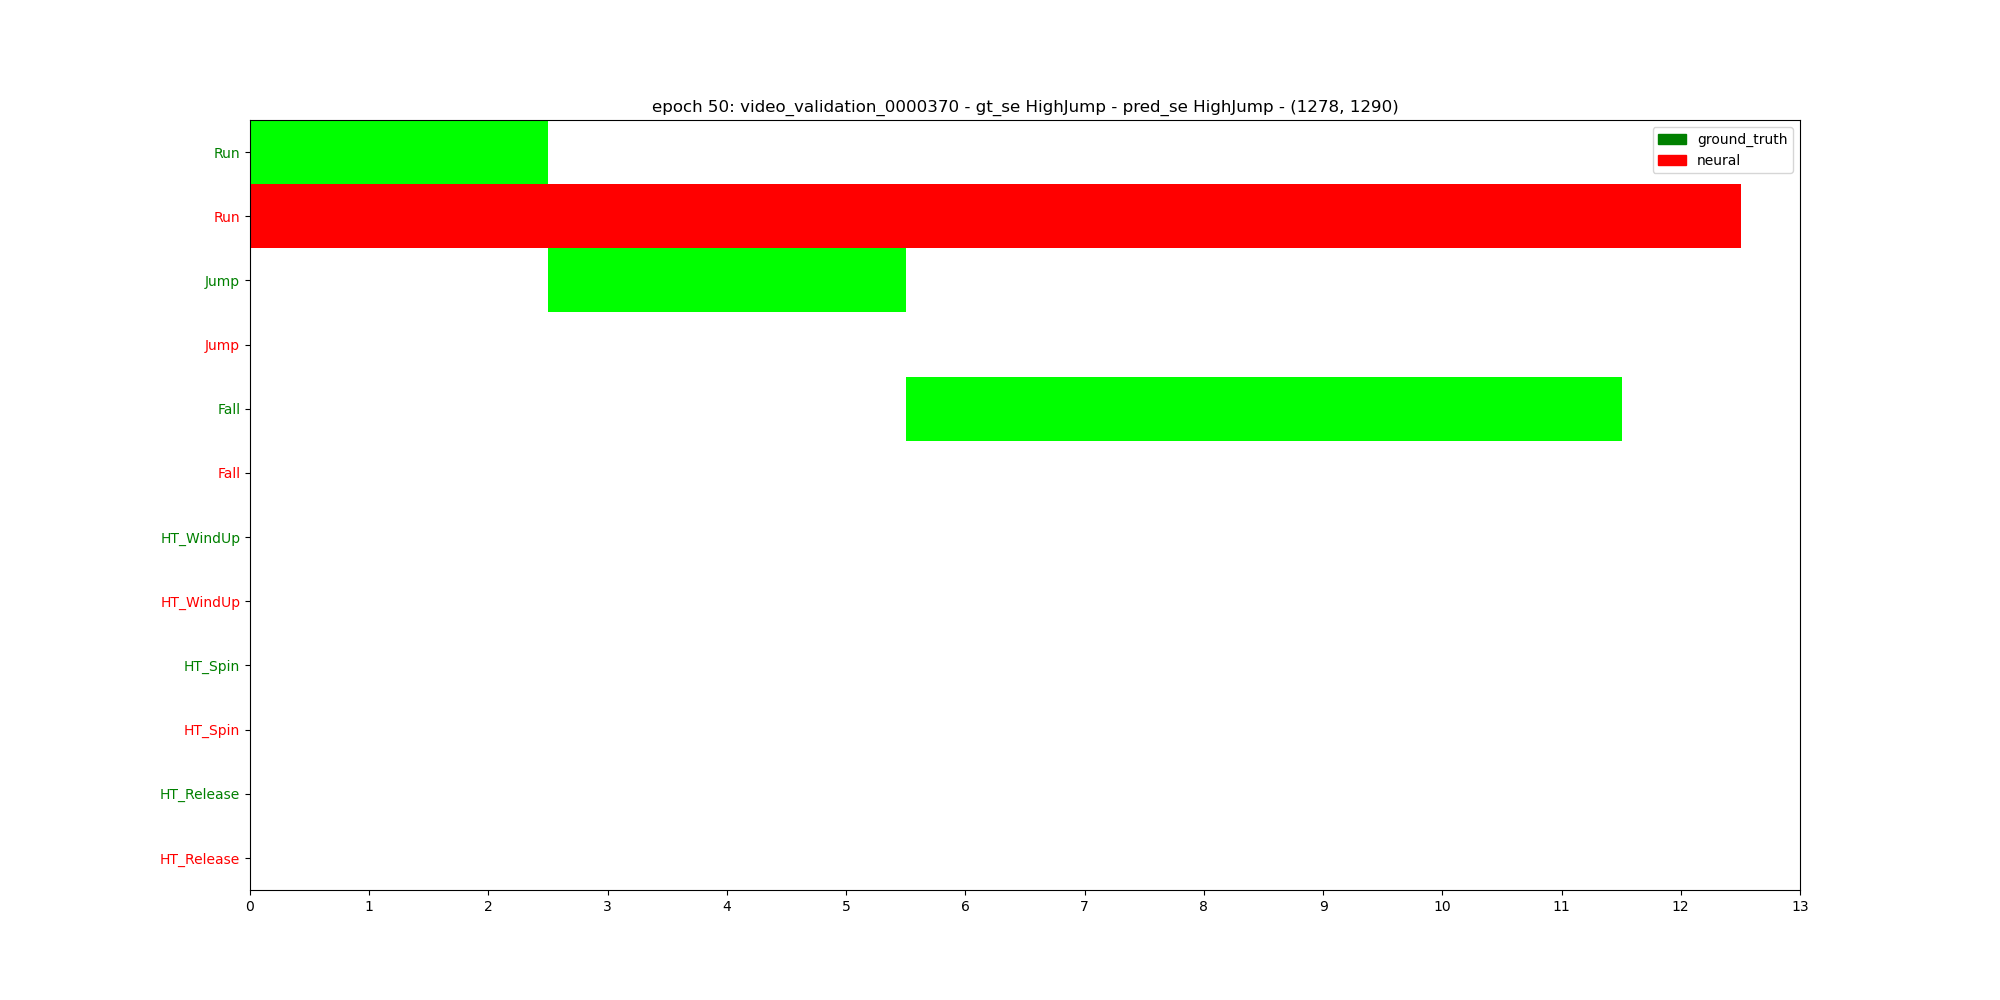 epoch 50: video_validation_0000370 - gt_se HighJump - pred_se HighJump - (1278, 1290)
ground_truth
neural
Run
Run
Jump
Jump
Fall
Fall
HT_WindUp
HT_WindUp
HT_Spin
HT_Spin
HT_Release
HT_Release
0 1 2 3 4 5 6 7 8 9 10 11 12 13